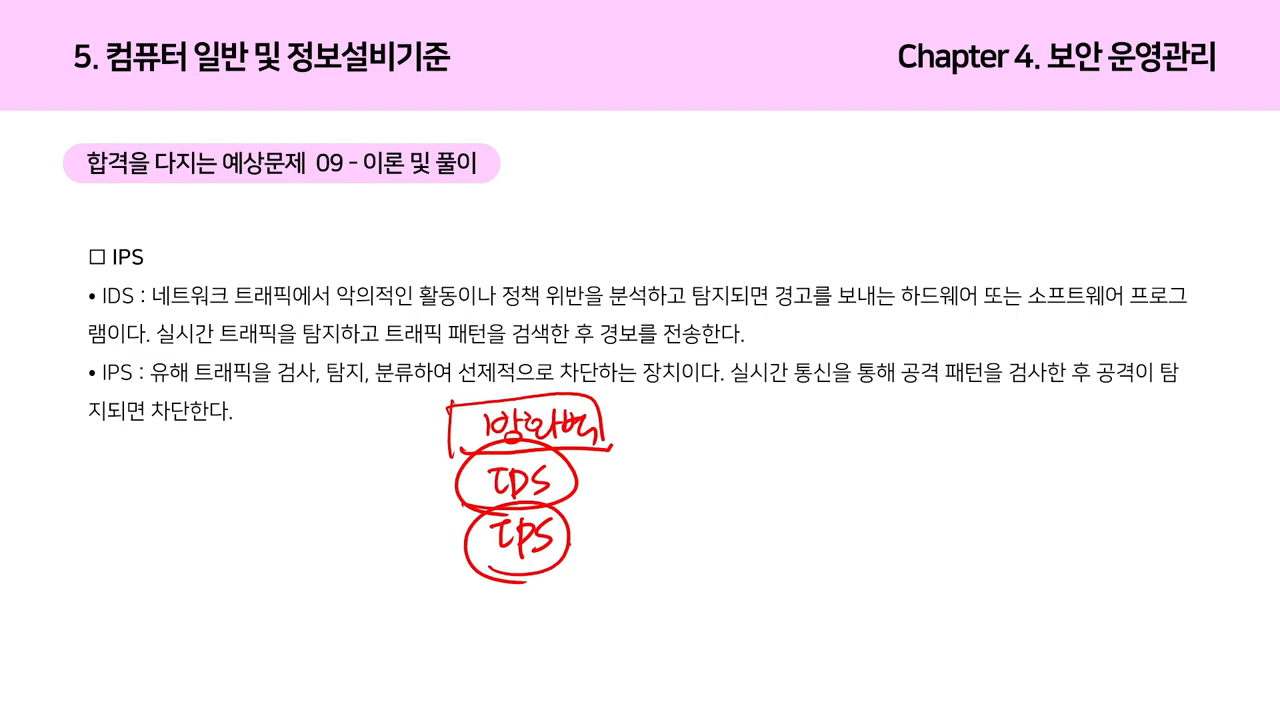 5. 컴퓨터 일반 및 정보설비기준
Chapter 4. 보안 운영관리
합격을 다지는 예상문제 09 - 이론 및 풀이
□ IPS
• IDS : 네트워크 트래픽에서 악의적인 활동이나 정책 위반을 분석하고 탐지되면 경고를 보내는 하드웨어 또는 소프트웨어 프로그
램이다. 실시간 트래픽을 탐지하고 트래픽 패턴을 검색한 후 경보를 전송한다.
• IPS : 유해 트래픽을 검사, 탐지, 분류하여 선제적으로 차단하는 장치이다. 실시간 통신을 통해 공격 패턴을 검사한 후 공격이 탐
지되면 차단한다.
방화벽
IDS
IPS